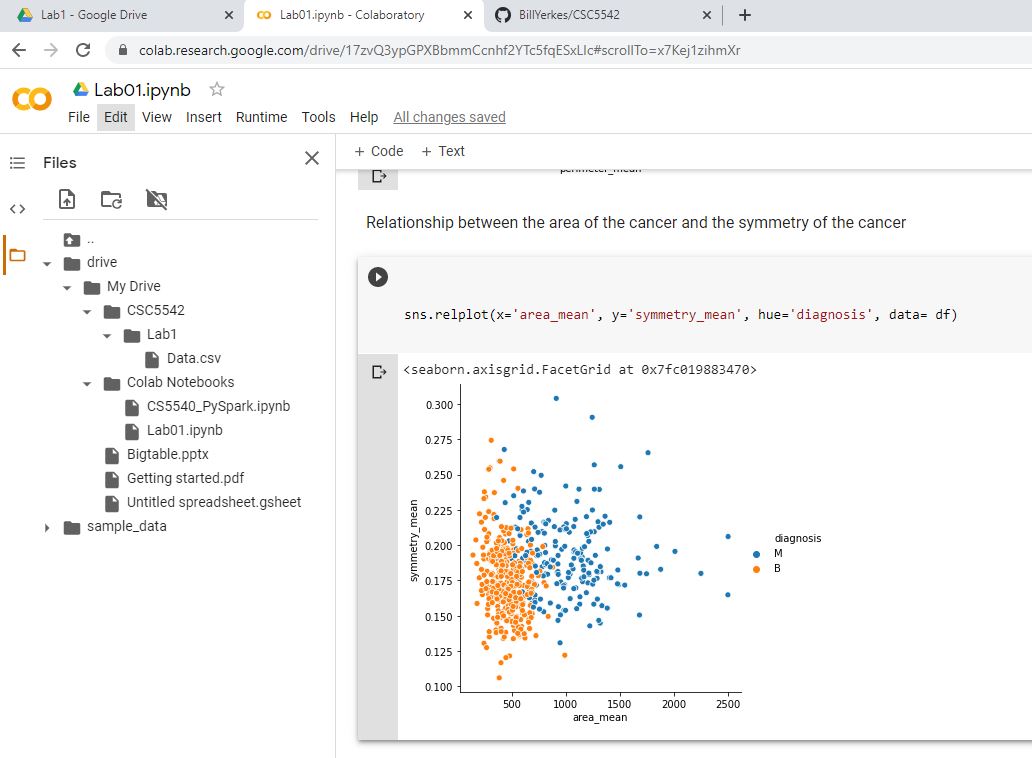 Lab1 - Google Drive
Lab01.ipynb - Colaboratory
BillYerkes/CSC5542
colab.research.google.com/drive/17zvQ3ypGPXBbmmCcnhf2YTc5fqESxLlc#scrollTo=x7Kej1zihmXr
Lab01.ipynb
File Edit View Insert Runtime Tools Help All changes saved
Files
..
drive
My Drive
CSC5542
Lab1
Data.csv
Colab Notebooks
CS5540_PySpark.ipynb
Lab01.ipynb
Bigtable.pptx
Getting started.pdf
Untitled spreadsheet.gsheet
sample_data
+ Code + Text
perimeter_mean
Relationship between the area of the cancer and the symmetry of the cancer
sns.relplot(x='area_mean', y='symmetry_mean', hue='diagnosis', data= df)
<seaborn.axisgrid.FacetGrid at 0x7fc019883470>
0.300
0.275
0.250
0.225
0.200
0.175
0.150
0.125
0.100
symmetry_mean
500 1000 1500 2000 2500
area_mean
diagnosis
M
B